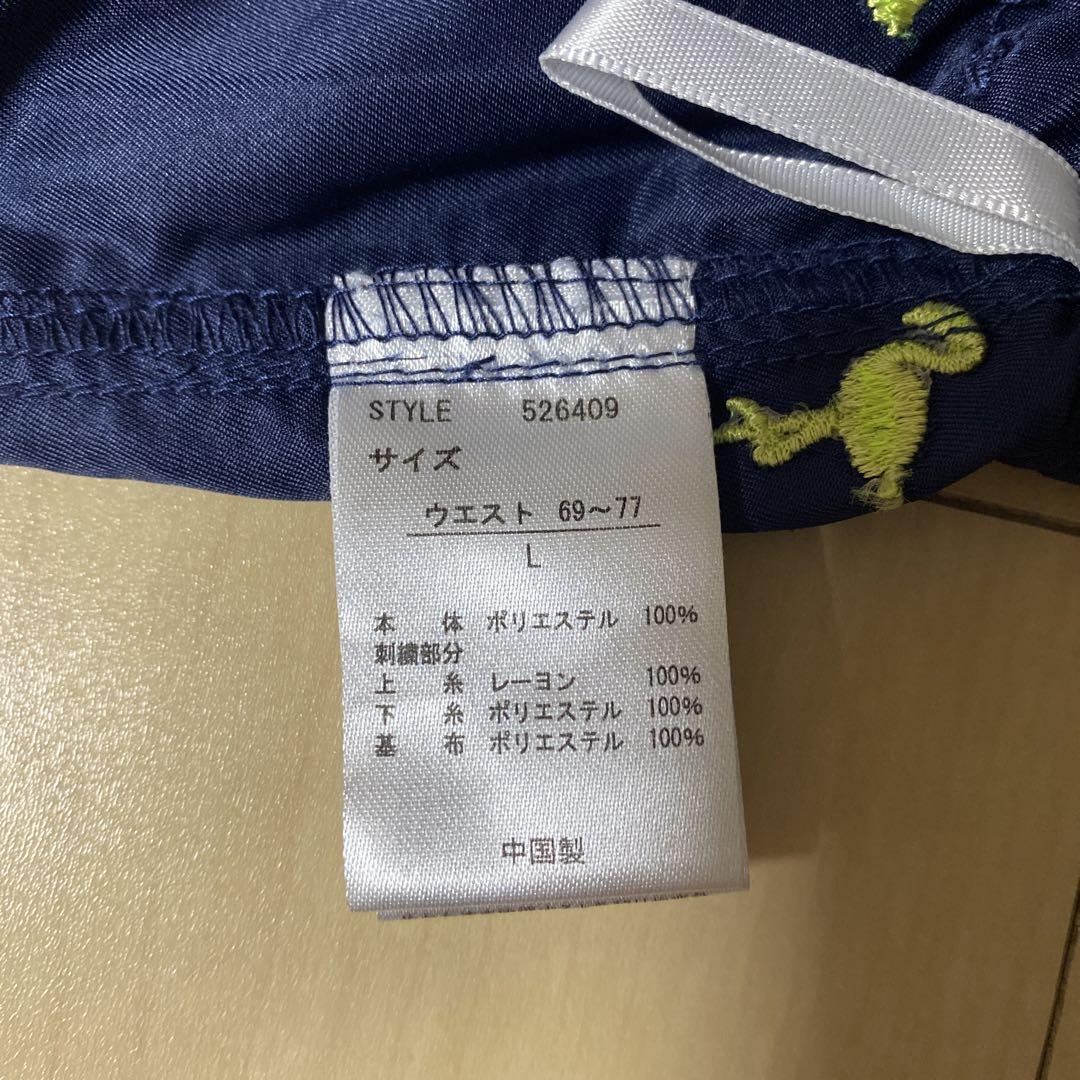 STYLE 526409
サイズ
ウエスト 69～77
L
本 体 ポリエステル 100%
刺繍部分
上 糸 レーヨン 100%
下 糸 ポリエステル 100%
基 布 ポリエステル 100%
中国製